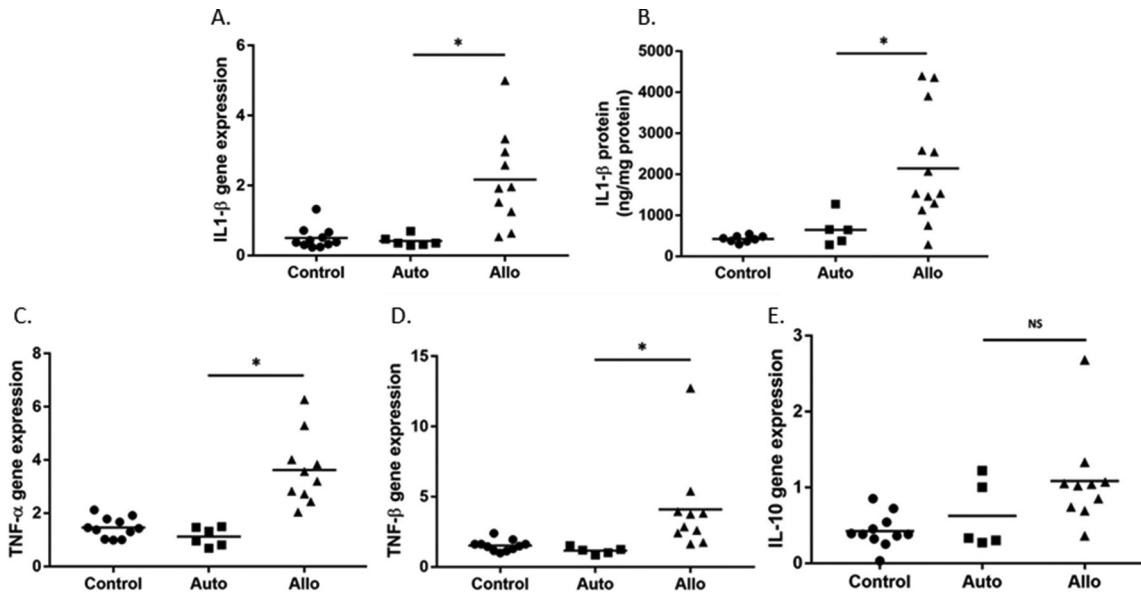 A.
IL1-β gene expression
6
4
2
0
*
Control Auto Allo
B.
IL1-β protein
(ng/mg protein)
5000
4000
3000
2000
1000
0
*
Control Auto Allo
C.
TNF-α gene expression
8
6
4
2
0
*
Control Auto Allo
D.
TNF-β gene expression
15
10
5
0
*
Control Auto Allo
E.
IL-10 gene expression
3
2
1
0
NS
Control Auto Allo